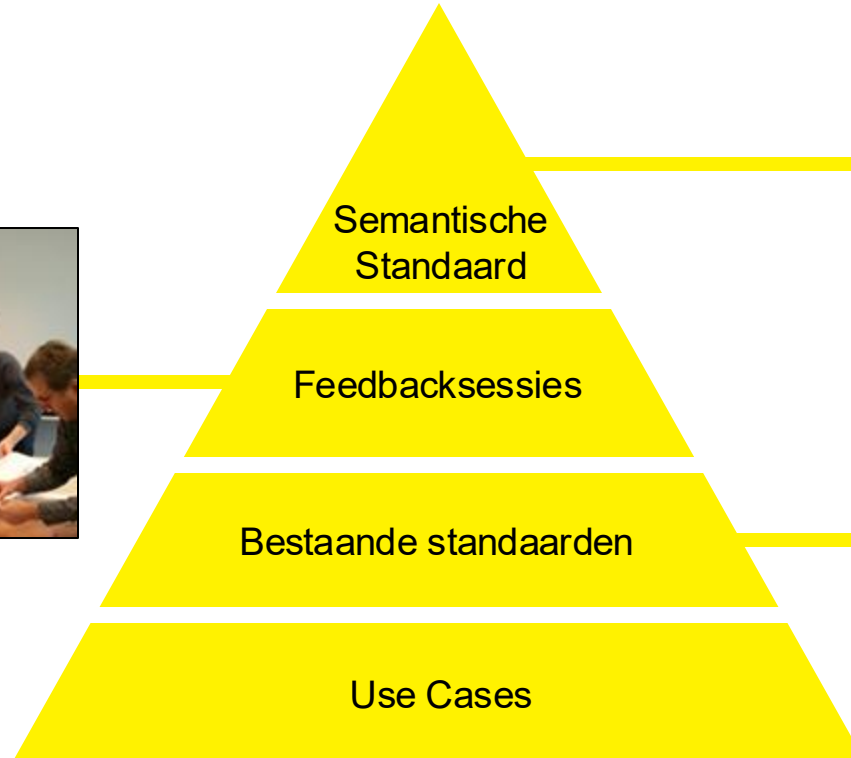 Semantische
Standaard
Feedbacksessies
Bestaande standaarden
Use Cases